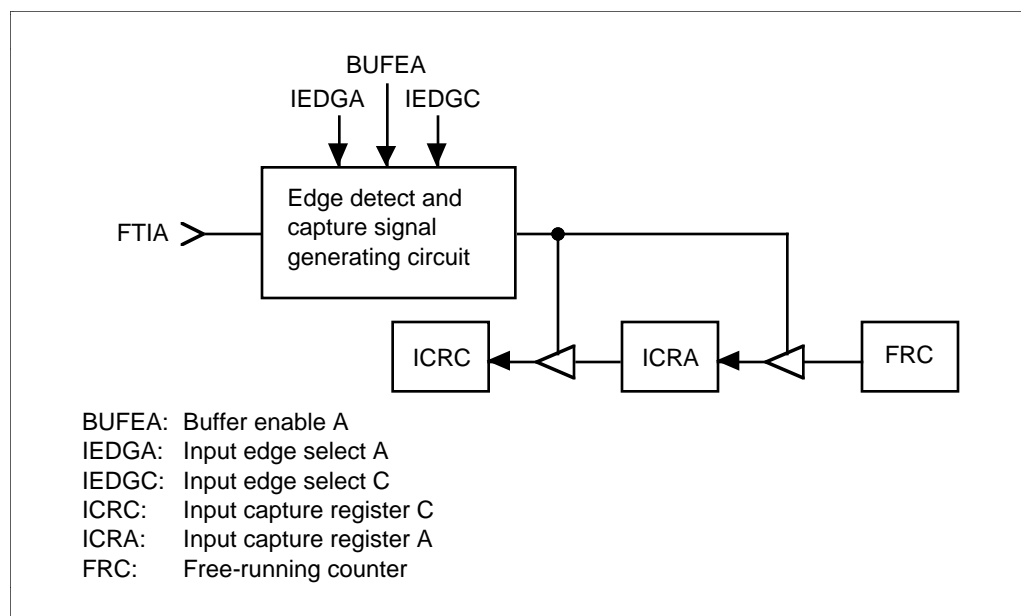 BUFEA
IEDGA IEDGC
Edge detect and
capture signal
generating circuit
FTIA
ICRC ICRA FRC
BUFEA: Buffer enable A
IEDGA: Input edge select A
IEDGC: Input edge select C
ICRC: Input capture register C
ICRA: Input capture register A
FRC: Free-running counter